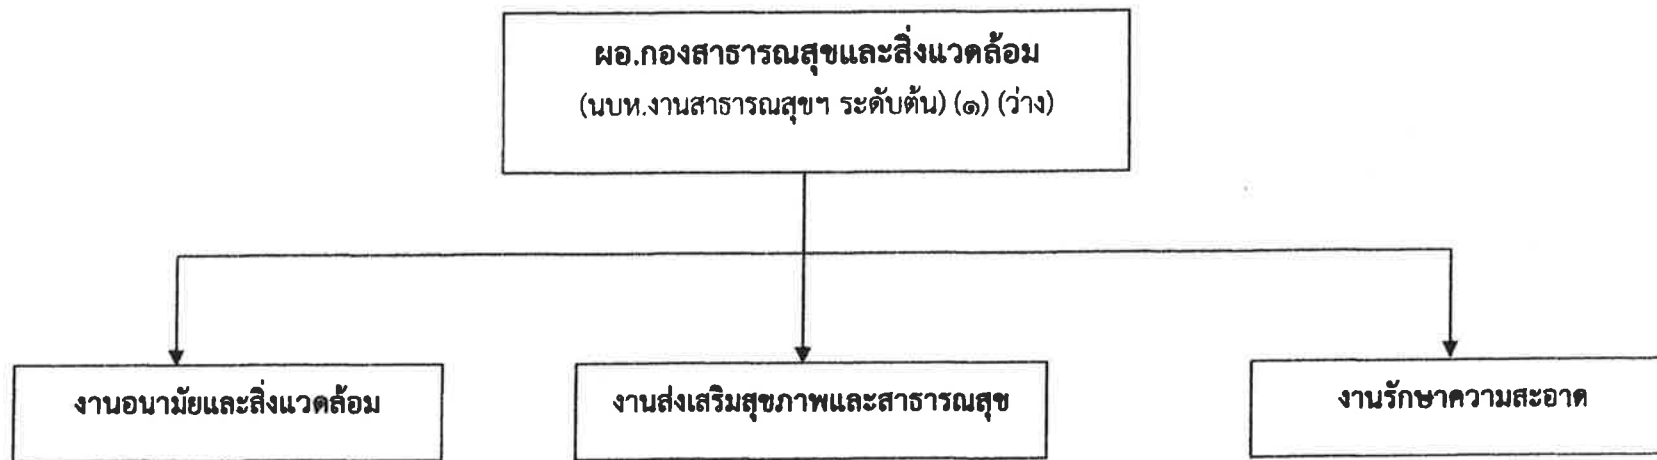 ผอ.กองสาธารณสุขและสิ่งแวดล้อม
(นบห.งานสาธารณสุขฯ ระดับต้น) (๑) (ว่าง)
งานอนามัยและสิ่งแวดล้อม
งานส่งเสริมสุขภาพและสาธารณสุข
งานรักษาความสะอาด